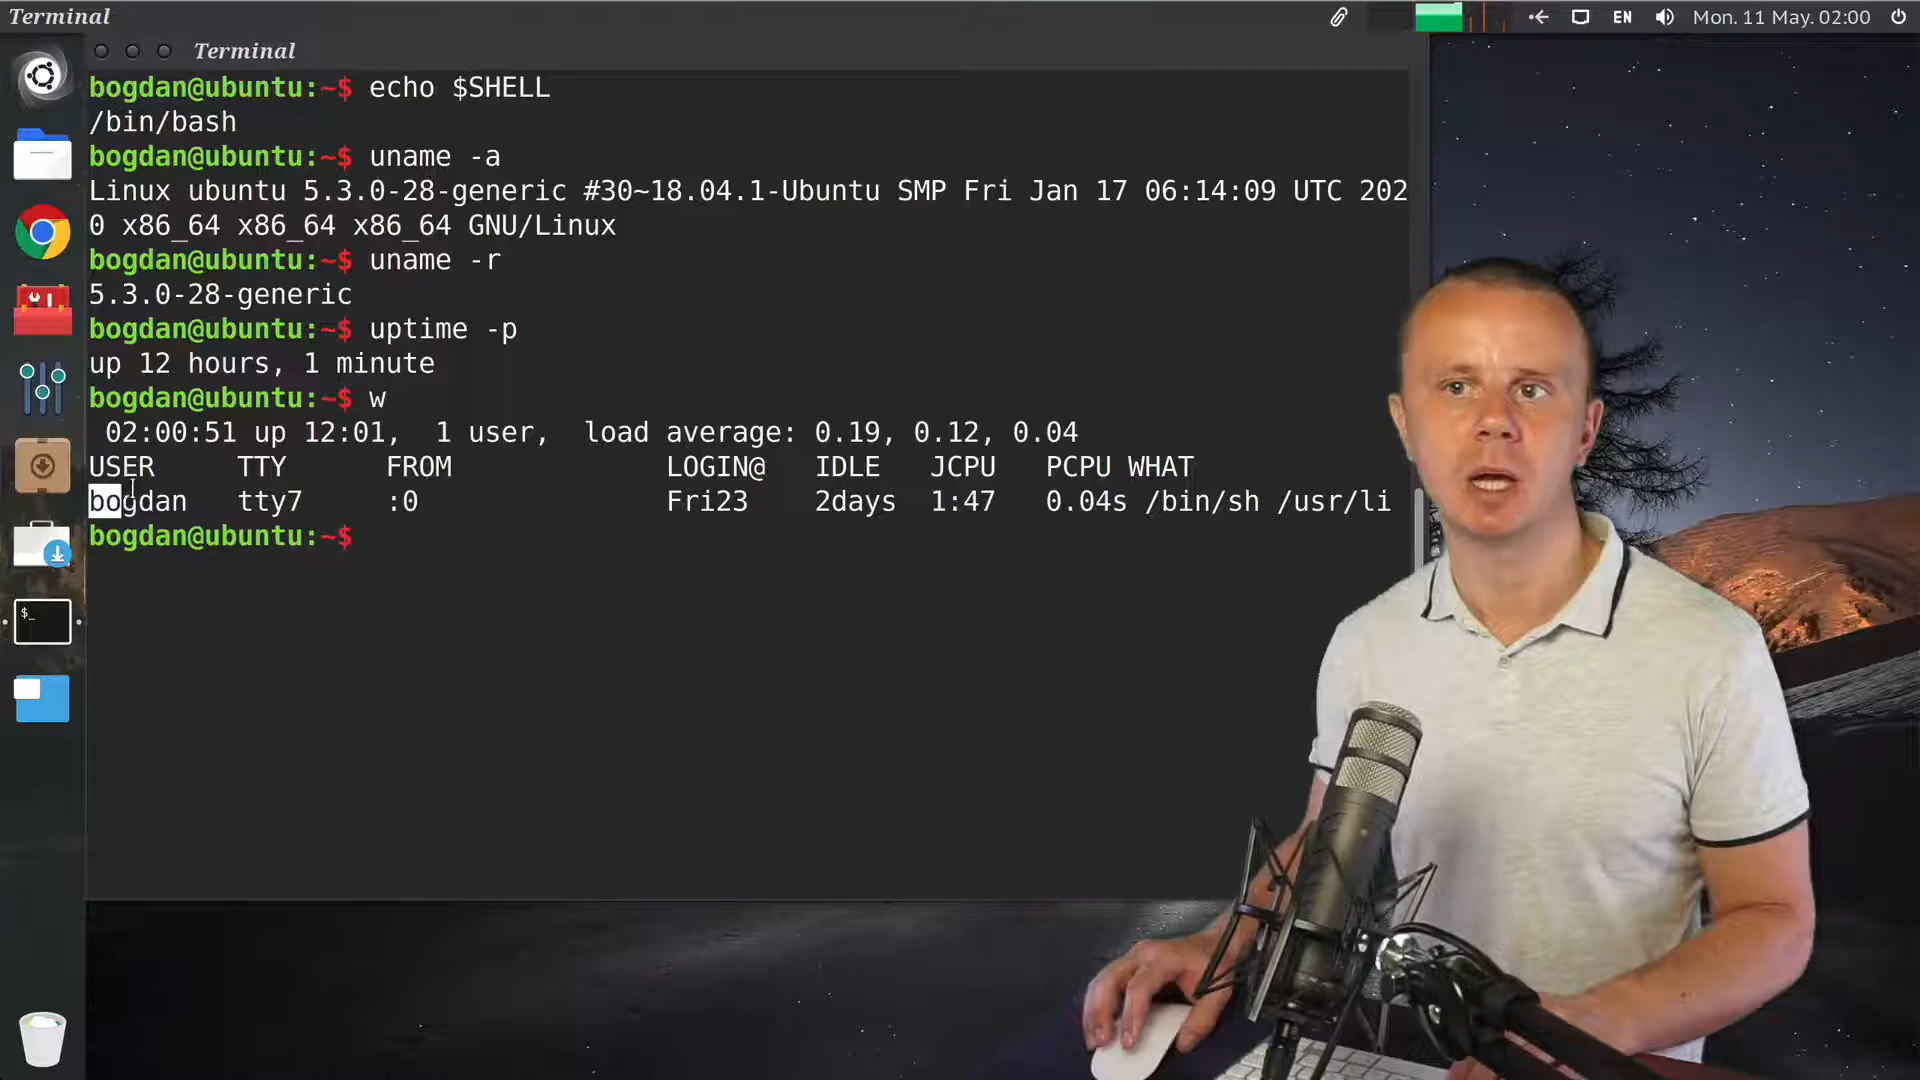 Terminal
EN Mon. 11 May. 02:00
Terminal
bogdan@ubuntu:~$ echo $SHELL
/bin/bash
bogdan@ubuntu:~$ uname -a
Linux ubuntu 5.3.0-28-generic #30~18.04.1-Ubuntu SMP Fri Jan 17 06:14:09 UTC 202
0 x86_64 x86_64 x86_64 GNU/Linux
bogdan@ubuntu:~$ uname -r
5.3.0-28-generic
bogdan@ubuntu:~$ uptime -p
up 12 hours, 1 minute
bogdan@ubuntu:~$ w
02:00:51 up 12:01, 1 user, load average: 0.19, 0.12, 0.04
USER TTY FROM LOGIN@ IDLE JCPU PCPU WHAT
bogdan tty7 :0 Fri23 2days 1:47 0.04s /bin/sh /usr/li
bogdan@ubuntu:~$
$_